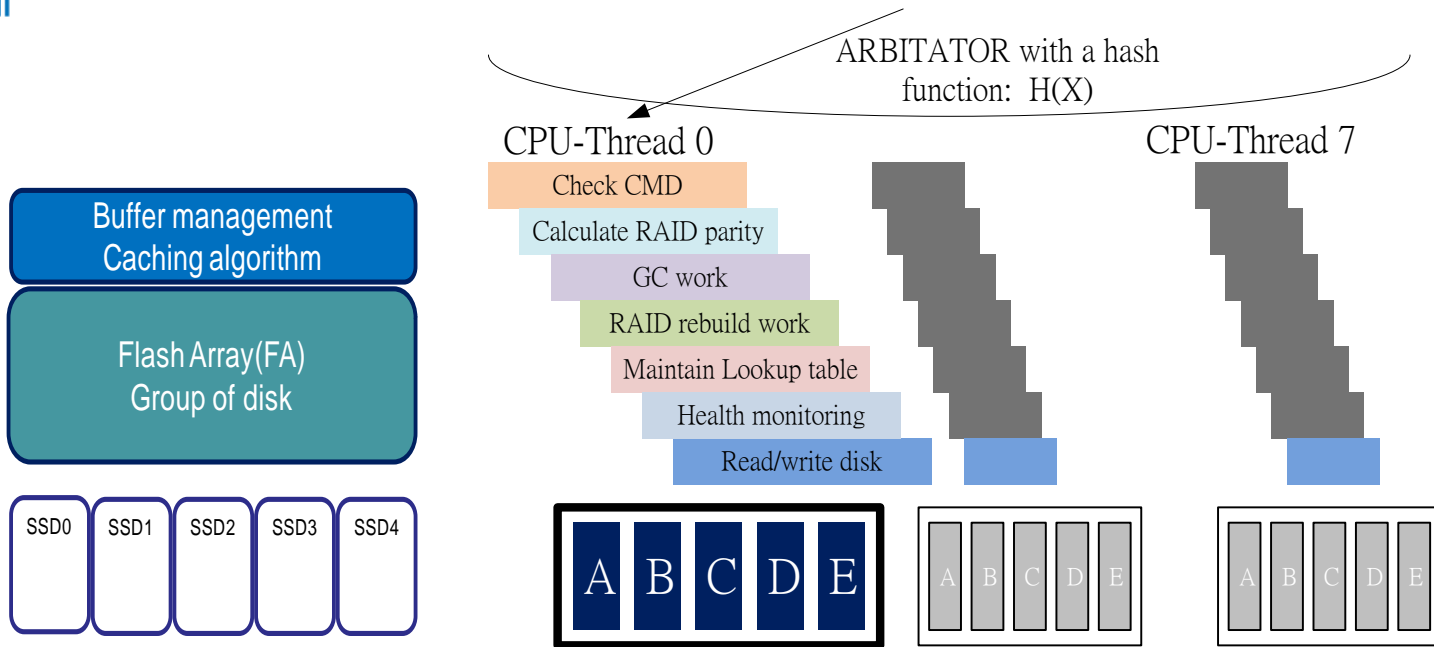 ARBITATOR with a hash
function: H(X)
CPU-Thread 0
CPU-Thread 7
Check CMD
Calculate RAID parity
GC work
RAID rebuild work
Maintain Lookup table
Health monitoring
Read/write disk
Buffer management
Caching algorithm
Flash Array(FA)
Group of disk
SSD0 SSD1 SSD2 SSD3 SSD4
A B C D E
A B C D E
A B C D E